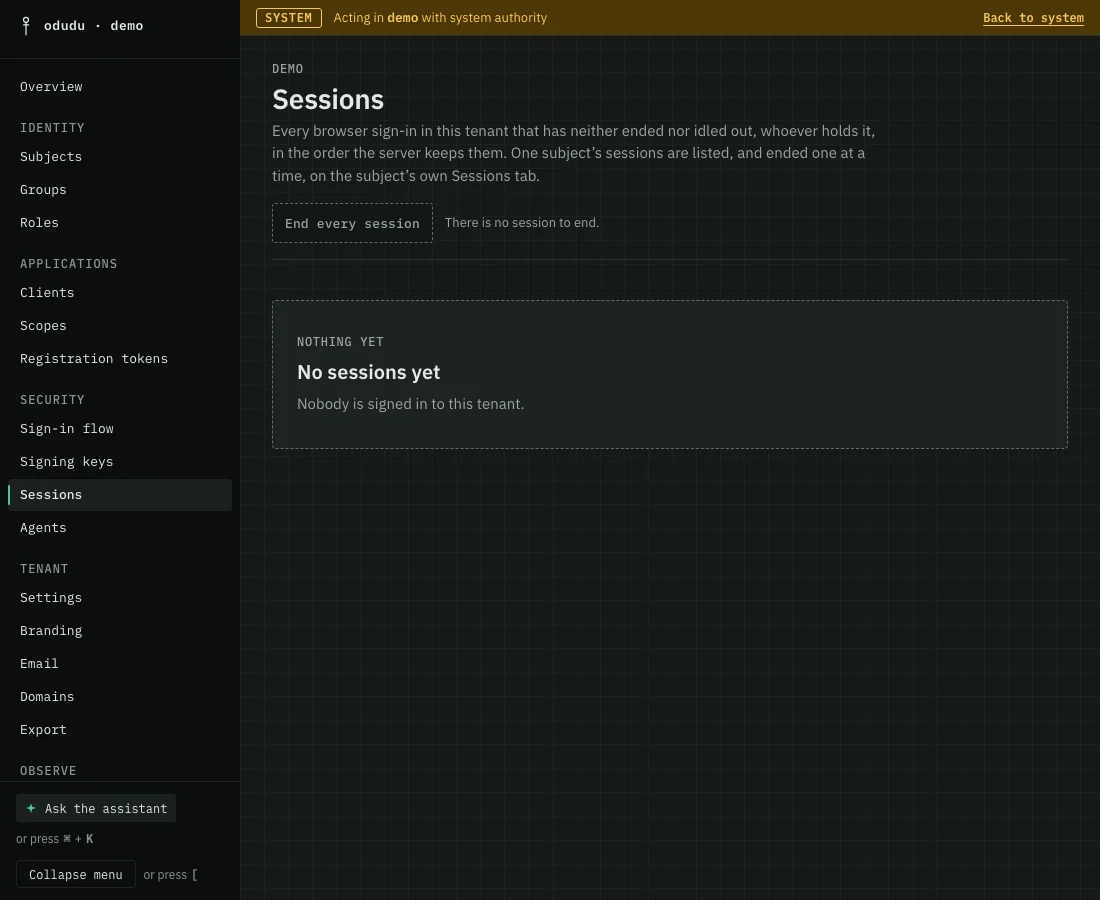 odudu · demo
SYSTEM Acting in demo with system authority Back to system
Overview
IDENTITY
Subjects
Groups
Roles
APPLICATIONS
Clients
Scopes
Registration tokens
SECURITY
Sign-in flow
Signing keys
Sessions
Agents
TENANT
Settings
Branding
Email
Domains
Export
OBSERVE
Ask the assistant
or press ⌘ + K
Collapse menu or press [
DEMO
Sessions
Every browser sign-in in this tenant that has neither ended nor idled out, whoever holds it,
in the order the server keeps them. One subject’s sessions are listed, and ended one at a
time, on the subject’s own Sessions tab.
End every session There is no session to end.
NOTHING YET
No sessions yet
Nobody is signed in to this tenant.